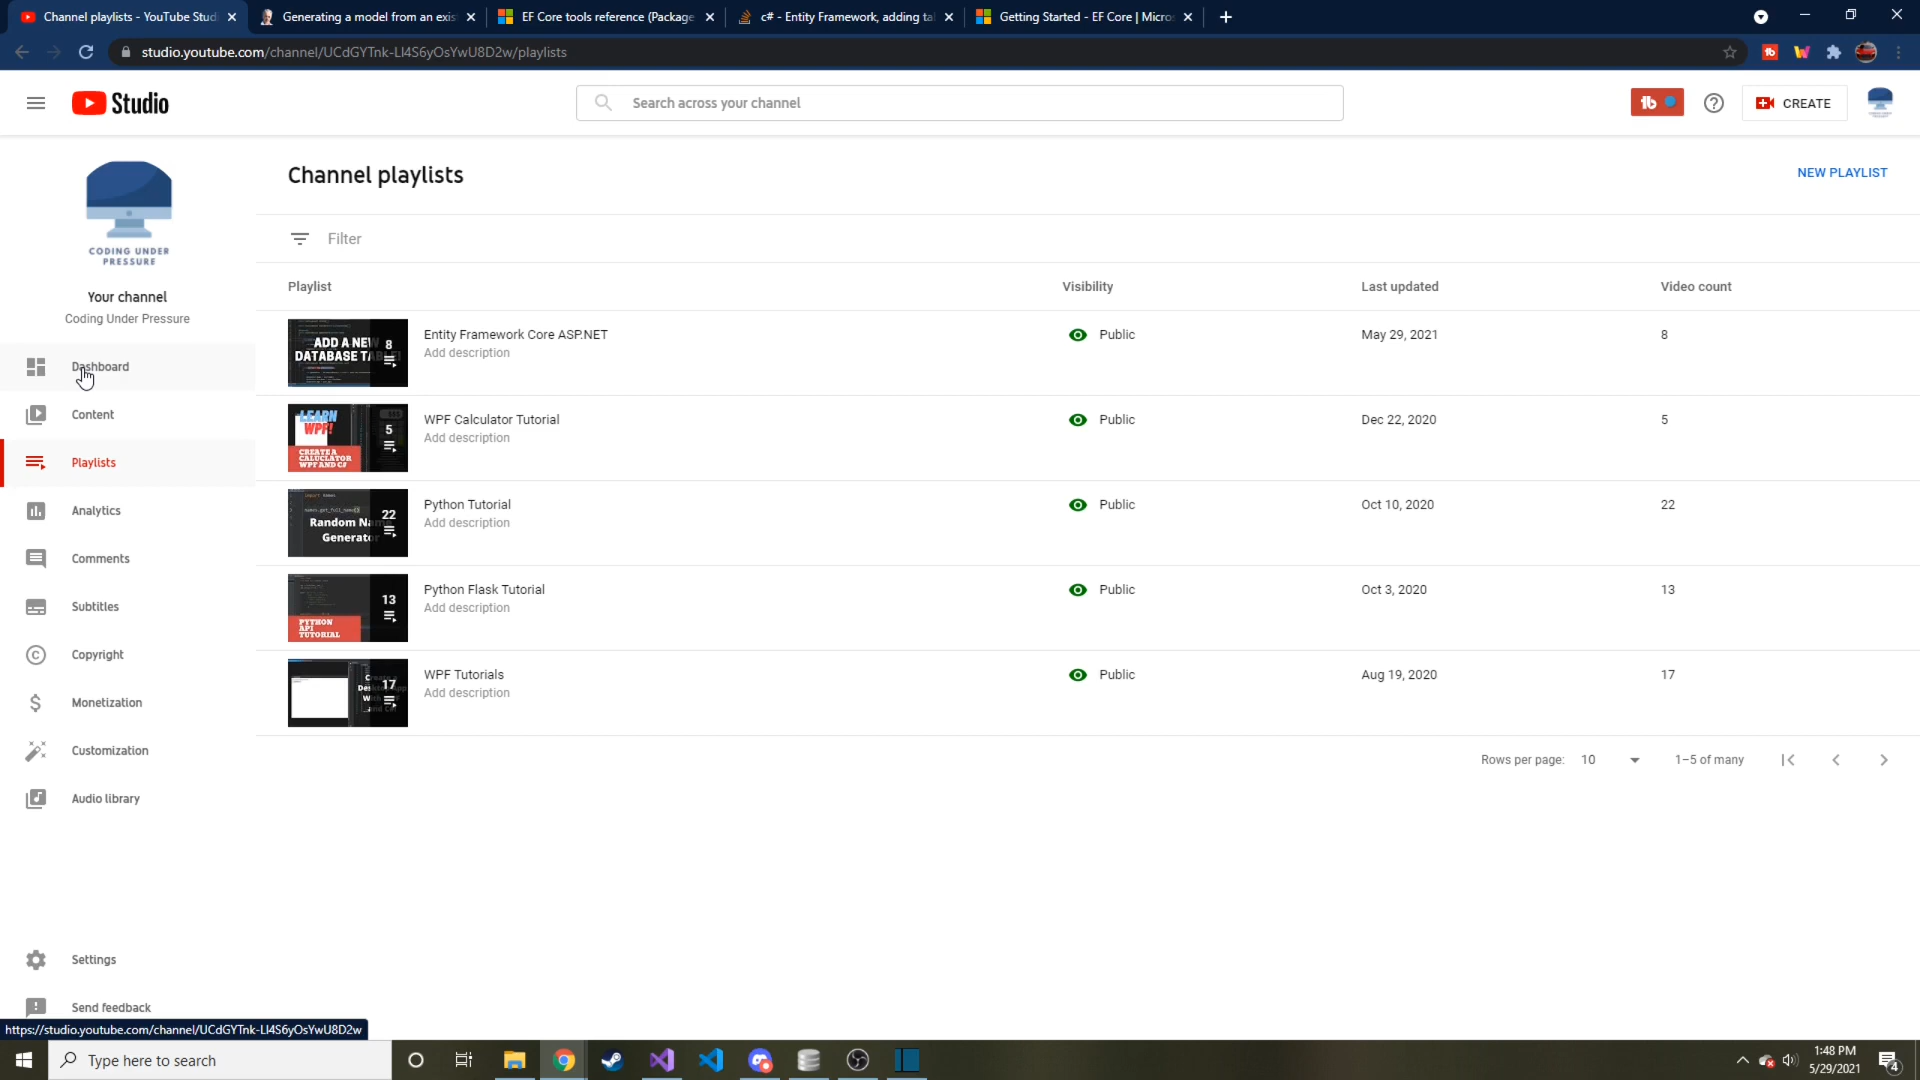 Channel playlists - YouTube Stud
Generating a model from an exis
EF Core tools reference (Package
c# - Entity Framework, adding ta
Getting Started - EF Core | Micro
studio.youtube.com/channel/UCdGYTnk-LI4S6yOsYwU8D2w/playlists
Studio
Search across your channel
CREATE
CODING UNDER
PRESSURE
Your channel
Coding Under Pressure
Dashboard
Content
Playlists
Analytics
Comments
Subtitles
Copyright
Monetization
Customization
Audio library
Settings
Send feedback
Channel playlists
NEW PLAYLIST
Filter
Playlist Visibility Last updated Video count
ADD A NEW
DATABASE TABLE!
8
Entity Framework Core ASP.NET Public May 29, 2021 8
Add description
LEARN
WPF!
CREATE A
CALUCLATOR
WPF AND C#
5
WPF Calculator Tutorial Public Dec 22, 2020 5
Add description
Random Na
Generator
22
Python Tutorial Public Oct 10, 2020 22
Add description
PYTHON
API
TUTORIAL
13
Python Flask Tutorial Public Oct 3, 2020 13
Add description
17
WPF Tutorials Public Aug 19, 2020 17
Add description
Rows per page: 10 1–5 of many
https://studio.youtube.com/channel/UCdGYTnk-LI4S6yOsYwU8D2w
Type here to search
1:48 PM
5/29/2021
4